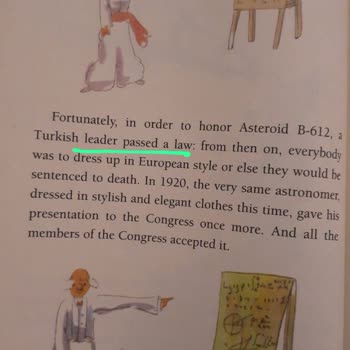 Fortunately, in order to honor Asteroid B-612, a
Turkish leader passed a law: from then on, everybody
was to dress up in European style or else they would be
sentenced to death. In 1920, the very same astronomer,
dressed in stylish and elegant clothes this time, gave his
presentation to the Congress once more. And all the
members of the Congress accepted it.